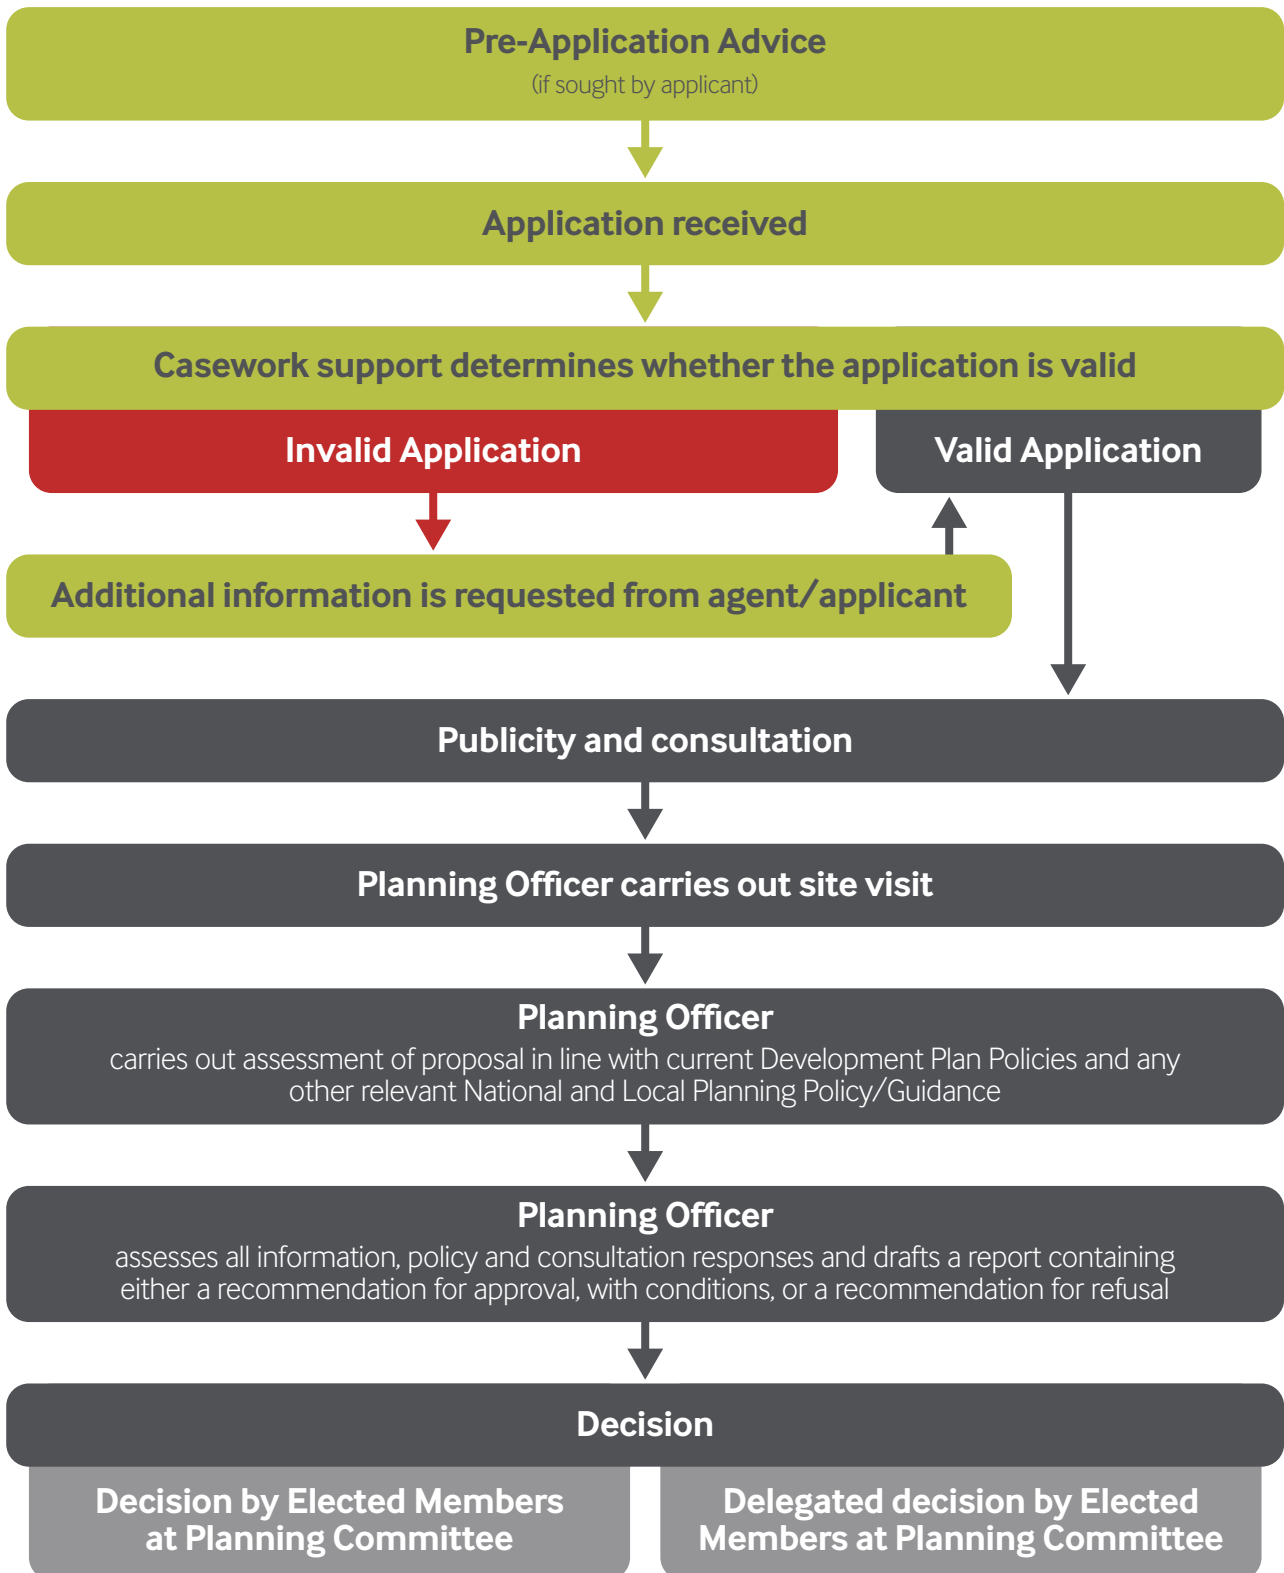 Pre-Application Advice
(if sought by applicant)
Application received
Casework support determines whether the application is valid
Invalid Application
Valid Application
Additional information is requested from agent/applicant
Publicity and consultation
Planning Officer carries out site visit
Planning Officer
carries out assessment of proposal in line with current Development Plan Policies and any
other relevant National and Local Planning Policy/Guidance
Planning Officer
assesses all information, policy and consultation responses and drafts a report containing
either a recommendation for approval, with conditions, or a recommendation for refusal
Decision
Decision by Elected Members
at Planning Committee
Delegated decision by Elected
Members at Planning Committee